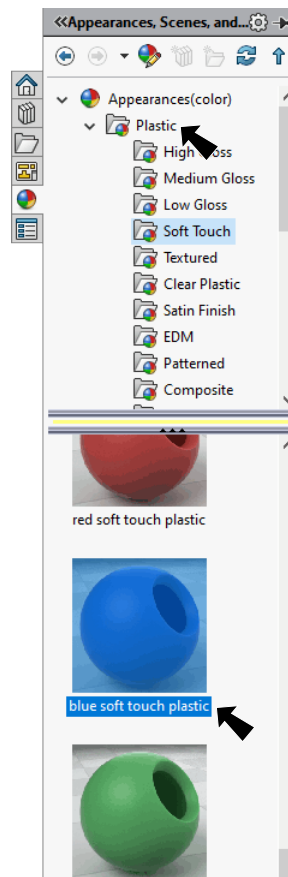 «Appearances, Scenes, and...
Appearances(color)
Plastic
High Gloss
Medium Gloss
Low Gloss
Soft Touch
Textured
Clear Plastic
Satin Finish
EDM
Patterned
Composite
red soft touch plastic
blue soft touch plastic